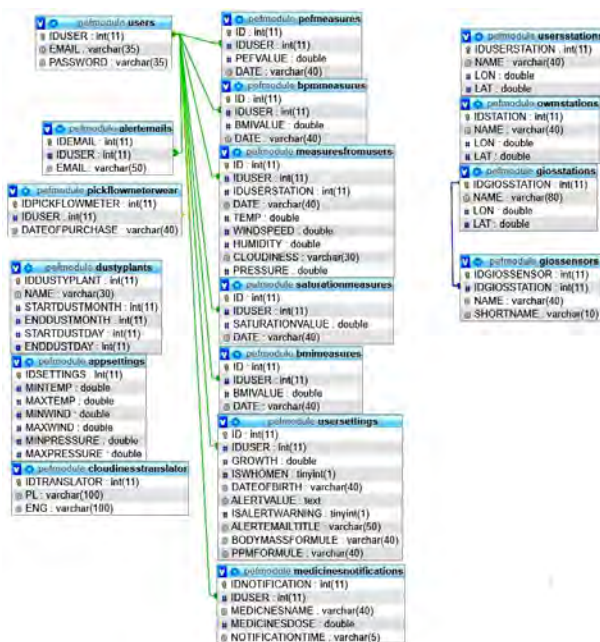 pefmodule users
IDUSER : int(11)
EMAIL : varchar(35)
PASSWORD : varchar(35)
pefmodule alertemails
IDEMAIL : int(11)
IDUSER : int(11)
EMAIL : varchar(50)
pefmodule pickflowmeterwear
IDPICKFLOWMETER : int(11)
IDUSER : int(11)
DATEOFPURCHASE : varchar(40)
pefmodule dustyplants
IDDUSTYPLANT : int(11)
NAME : varchar(30)
STARTDUSTMONTH : int(11)
ENDDUSTMONTH : int(11)
STARTDUSTDAY : int(11)
ENDDUSTDAY : int(11)
pefmodule appsettings
IDSETTINGS : int(11)
MINTEMP : double
MAXTEMP : double
MINWIND : double
MAXWIND : double
MINPRESSURE : double
MAXPRESSURE : double
pefmodule cloudinesstranslator
IDTRANSLATOR : int(11)
PL : varchar(100)
ENG : varchar(100)
pefmodule pefmeasures
ID : int(11)
IDUSER : int(11)
PEFVALUE : double
DATE : varchar(40)
pefmodule bpmmeasures
ID : int(11)
IDUSER : int(11)
BMIVALUE : double
DATE : varchar(40)
pefmodule measuresfromusers
ID : int(11)
IDUSER : int(11)
IDUSERSTATION : int(11)
DATE : varchar(40)
TEMP : double
WINDSPEED : double
HUMIDITY : double
CLOUDINESS : varchar(30)
PRESSURE : double
pefmodule saturationmeasures
ID : int(11)
IDUSER : int(11)
SATURATIONVALUE : double
DATE : varchar(40)
pefmodule bmimeasures
ID : int(11)
IDUSER : int(11)
BMIVALUE : double
DATE : varchar(40)
pefmodule usersettings
ID : int(11)
IDUSER : int(11)
GROWTH : double
ISWHOMEN : tinyint(1)
DATEOFBIRTH : varchar(40)
ALERTVALUE : text
ISALERTWARNING : tinyint(1)
ALERTEMAILTITLE : varchar(50)
BODYMASSFORMULE : varchar(40)
PPMFORMULE : varchar(40)
pefmodule medicinesnotifications
IDNOTIFICATION : int(11)
IDUSER : int(11)
MEDICNESNAME : varchar(40)
MEDICINESDOSE : double
NOTIFICATIONTIME : varchar(5)
pefmodule usersstations
IDUSERSTATION : int(11)
NAME : varchar(40)
LON : double
LAT : double
pefmodule owmstations
IDSTATION : int(11)
NAME : varchar(40)
LON : double
LAT : double
pefmodule giosstations
IDGIOSSTATION : int(11)
NAME : varchar(80)
LON : double
LAT : double
pefmodule giossensors
IDGIOSSENSOR : int(11)
IDGIOSSTATION : int(11)
NAME : varchar(40)
SHORTNAME : varchar(10)